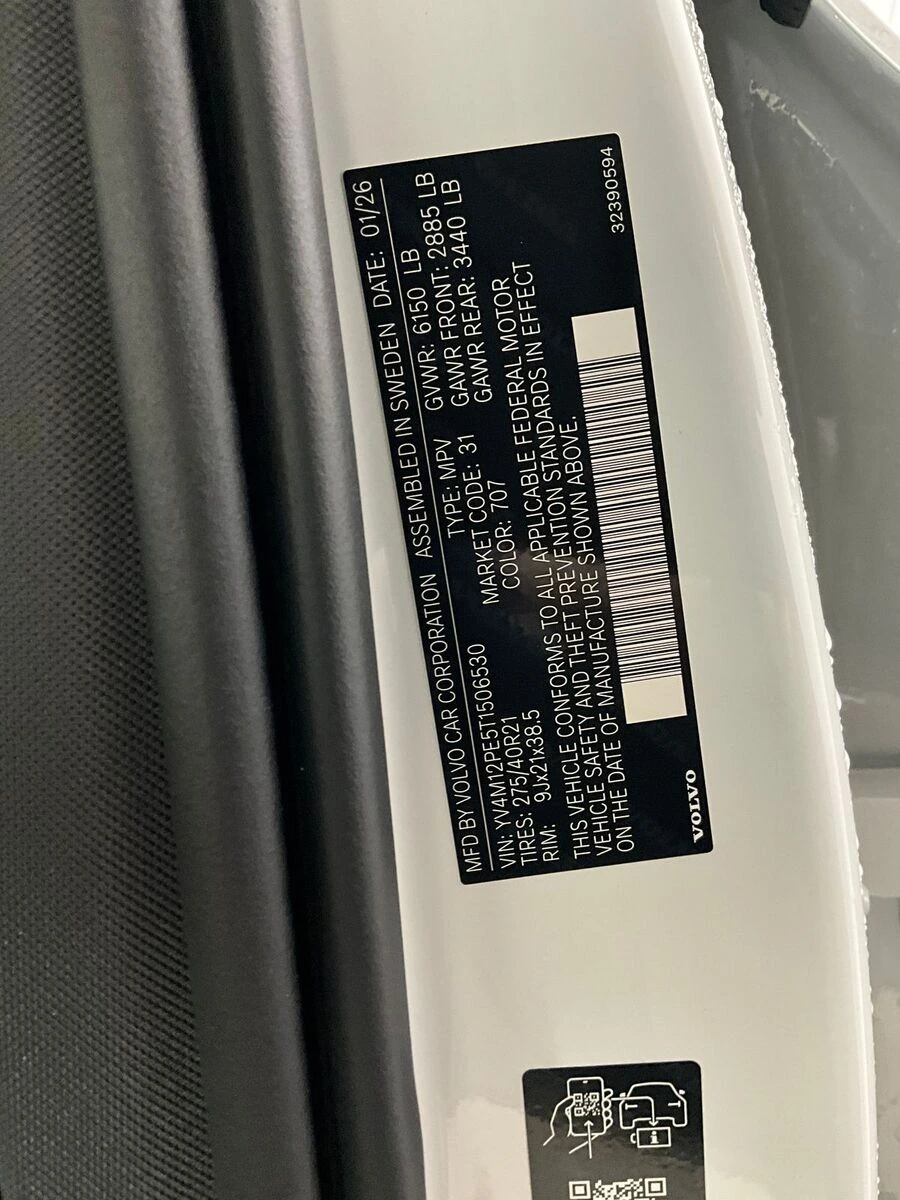 MFD BY VOLVO CAR CORPORATION ASSEMBLED IN SWEDEN DATE: 01/26
VIN: YV4M12PE5T1506530 TYPE: MPV GVWR: 6150 LB
TIRES: 275/40R21 MARKET CODE: 31 GAWR FRONT: 2885 LB
RIM: 9Jx21x38.5 COLOR: 707 GAWR REAR: 3440 LB
THIS VEHICLE CONFORMS TO ALL APPLICABLE FEDERAL MOTOR
VEHICLE SAFETY AND THEFT PREVENTION STANDARDS IN EFFECT
ON THE DATE OF MANUFACTURE SHOWN ABOVE.
VOLVO
32390594